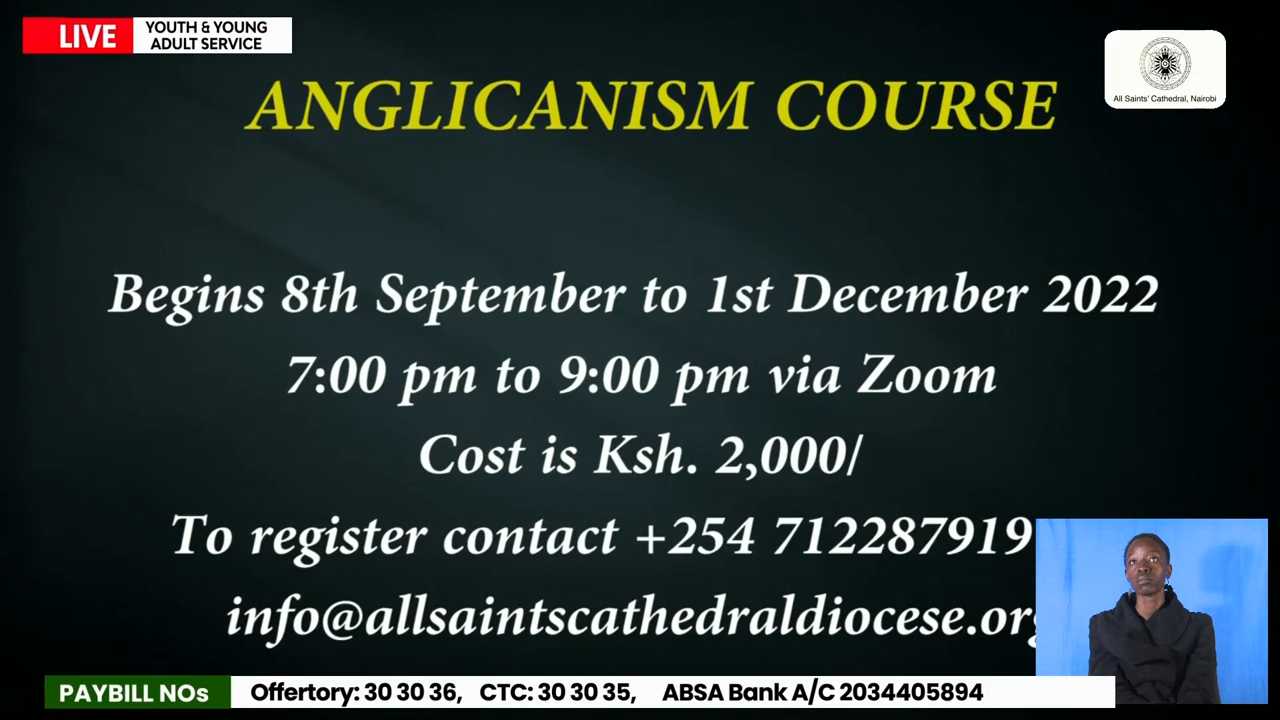 LIVE
YOUTH & YOUNG
ADULT SERVICE
All Saints' Cathedral, Nairobi
ANGLICANISM COURSE
Begins 8th September to 1st December 2022
7:00 pm to 9:00 pm via Zoom
Cost is Ksh. 2,000/
To register contact +254 712287919
info@allsaintscathedraldiocese.org
PAYBILL NOs
Offertory: 30 30 36, CTC: 30 30 35, ABSA Bank A/C 2034405894